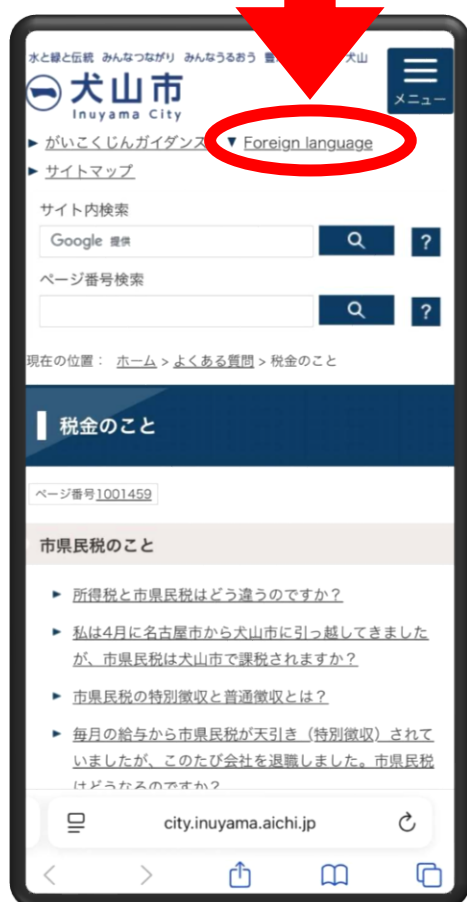 水と緑と伝統 みんなつながり みんなうるおう 豊 犬山
犬山市
Inuyama City
メニュー
▶ がいこくじんガイダンス ▼ Foreign language
▶ サイトマップ
サイト内検索
Google 提供
?
ページ番号検索
?
現在の位置： ホーム > よくある質問 > 税金のこと
税金のこと
ページ番号1001459
市県民税のこと
▶ 所得税と市県民税はどう違うのですか？
▶ 私は4月に名古屋市から犬山市に引っ越してきました
が、市県民税は犬山市で課税されますか？
▶ 市県民税の特別徴収と普通徴収とは？
▶ 毎月の給与から市県民税が天引き（特別徴収）されて
いましたが、このたび会社を退職しました。市県民税
はどうなるのですか？
city.inuyama.aichi.jp